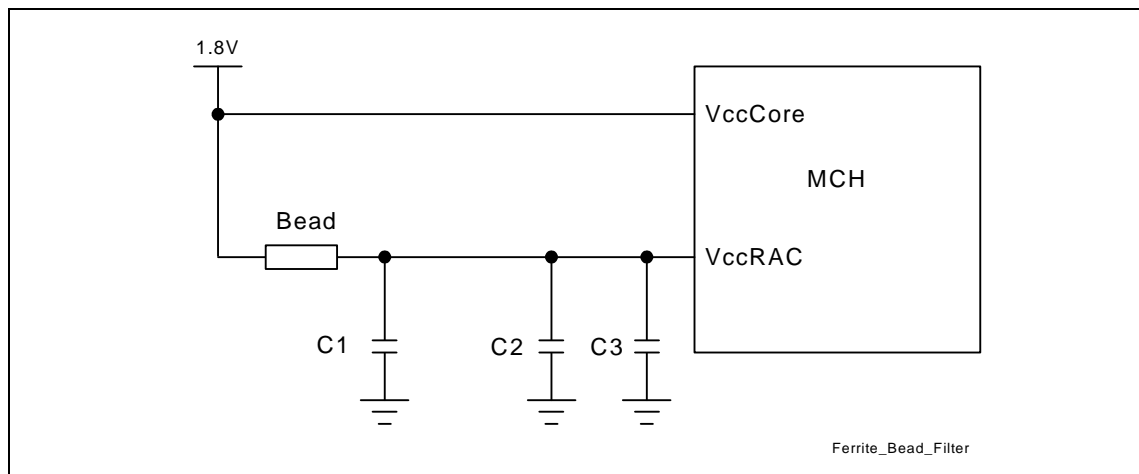 1.8V
VccCore
MCH
Bead
VccRAC
C1
C2
C3
Ferrite_Bead_Filter